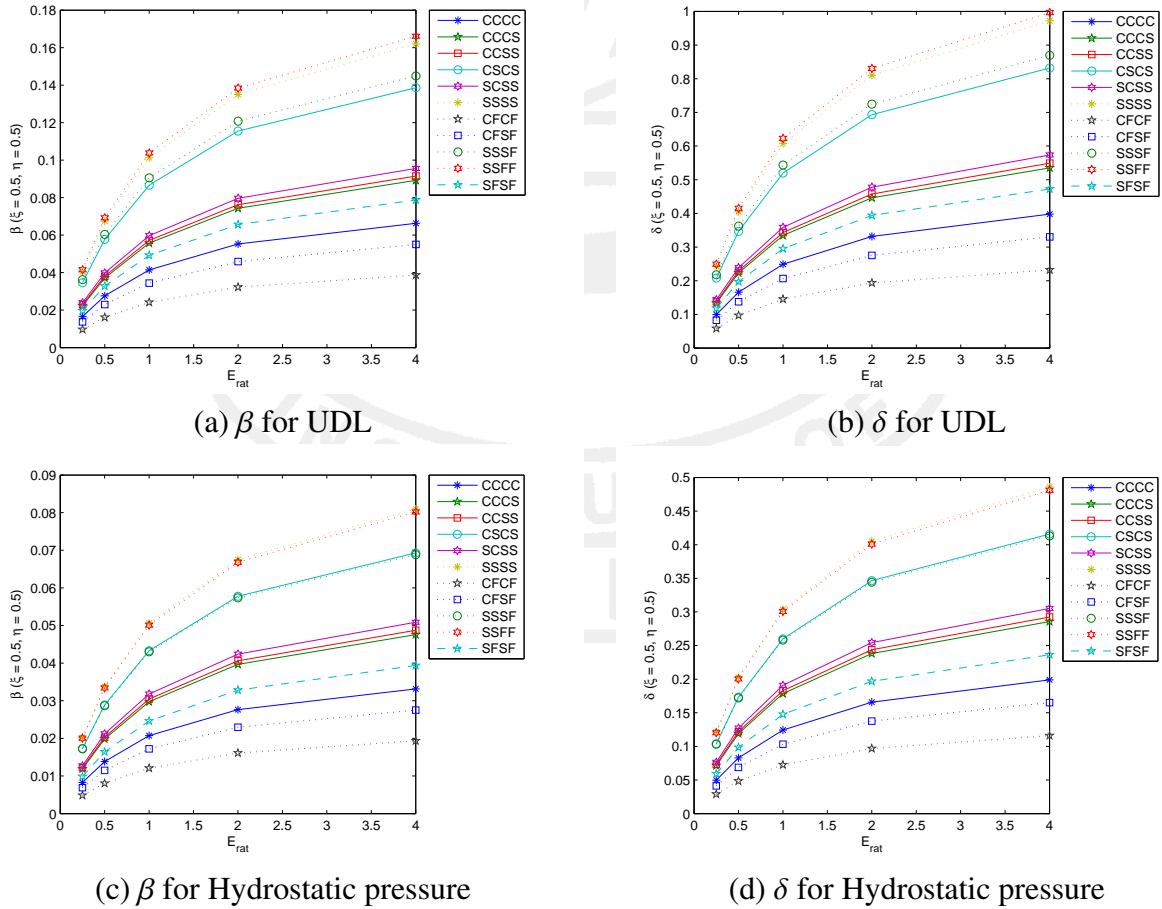 0.18
0.16
0.14
0.12
0.1
0.08
0.06
0.04
0.02
0
β (ξ = 0.5, η = 0.5)
0 0.5 1 1.5 2 2.5 3 3.5 4
E_rat
CCCC
CCCS
CCSS
CSCS
SCSS
SSSS
CFCF
CFSF
SSSF
SSFF
SFSF
(a) β for UDL
1
0.9
0.8
0.7
0.6
0.5
0.4
0.3
0.2
0.1
0
δ (ξ = 0.5, η = 0.5)
0 0.5 1 1.5 2 2.5 3 3.5 4
E_rat
CCCC
CCCS
CCSS
CSCS
SCSS
SSSS
CFCF
CFSF
SSSF
SSFF
SFSF
(b) δ for UDL
0.09
0.08
0.07
0.06
0.05
0.04
0.03
0.02
0.01
0
β (ξ = 0.5, η = 0.5)
0 0.5 1 1.5 2 2.5 3 3.5 4
E_rat
CCCC
CCCS
CCSS
CSCS
SCSS
SSSS
CFCF
CFSF
SSSF
SSFF
SFSF
(c) β for Hydrostatic pressure
0.5
0.45
0.4
0.35
0.3
0.25
0.2
0.15
0.1
0.05
0
δ (ξ = 0.5, η = 0.5)
0 0.5 1 1.5 2 2.5 3 3.5 4
E_rat
CCCC
CCCS
CCSS
CSCS
SCSS
SSSS
CFCF
CFSF
SSSF
SSFF
SFSF
(d) δ for Hydrostatic pressure